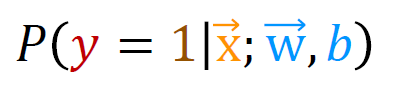 P(y = 1|x⃗; w⃗, b)